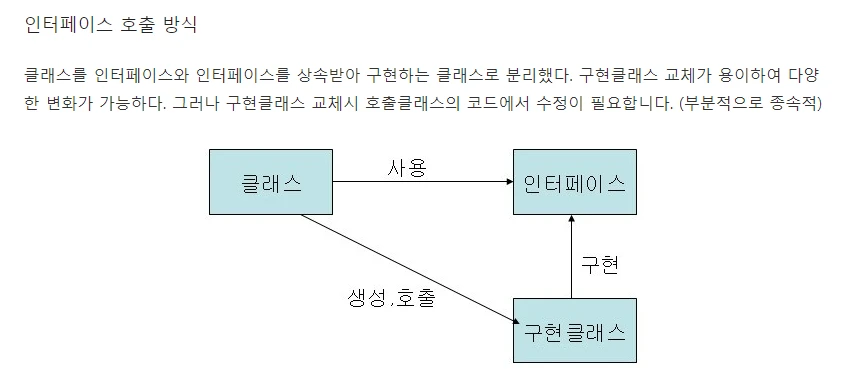 인터페이스 호출 방식
클래스를 인터페이스와 인터페이스를 상속받아 구현하는 클래스로 분리했다. 구현클래스 교체가 용이하여 다양
한 변화가 가능하다. 그러나 구현클래스 교체시 호출클래스의 코드에서 수정이 필요합니다. (부분적으로 종속적)
사용
클래스
인터페이스
구현
생성,호출
구현클래스